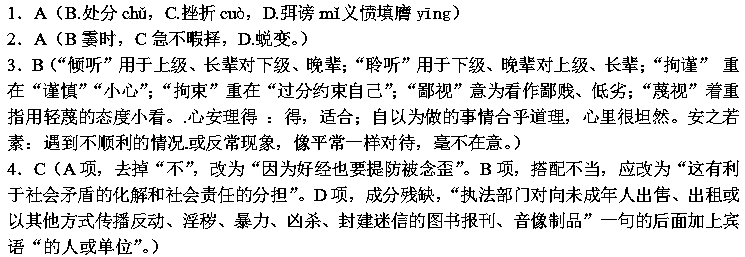 1．A（B.处分 chǔ，C.挫折 cuò，D.弭谤 mǐ义愤填膺 yīng）
2．A（B 霎时，C 急不暇择，D.蜕变。）
3．B（“倾听”用于上级、长辈对下级、晚辈；“聆听”用于下级、晚辈对上级、长辈；“拘谨” 重
在“谨慎”“小心”；“拘束”重在“过分约束自己”；“鄙视”意为看作鄙贱、低劣；“蔑视”着重
指用轻蔑的态度小看。.心安理得 ：得，适合；自以为做的事情合乎道理，心里很坦然。安之若
素：遇到不顺利的情况.或反常现象，像平常一样对待，毫不在意。）
4．C（A 项，去掉“不”，改为“因为好经也要提防被念歪”。B 项，搭配不当，应改为“这有利
于社会矛盾的化解和社会责任的分担”。D 项，成分残缺，“执法部门对向未成年人出售、出租或
以其他方式传播反动、淫秽、暴力、凶杀、封建迷信的图书报刊、音像制品”一句的后面加上宾
语“的人或单位”。）